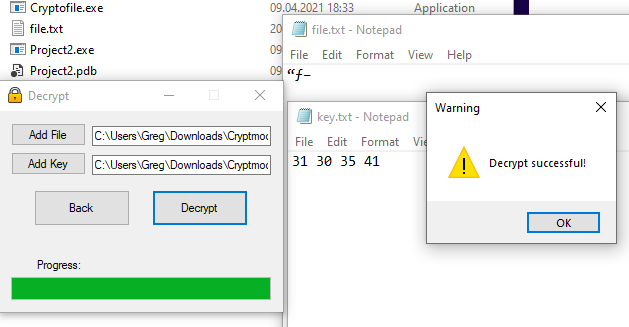 Cryptofile.exe 09.04.2021 18:33 Application
file.txt 20
Project2.exe 09
Project2.pdb 09
file.txt - Notepad
File Edit Format View Help
“ƒ–
Decrypt
Add File C:\Users\Greg\Downloads\Cryptmod
Add Key C:\Users\Greg\Downloads\Cryptmod
Back Decrypt
Progress:
key.txt - Notepad
File Edit Format
31 30 35 41
Warning
Decrypt successful!
OK